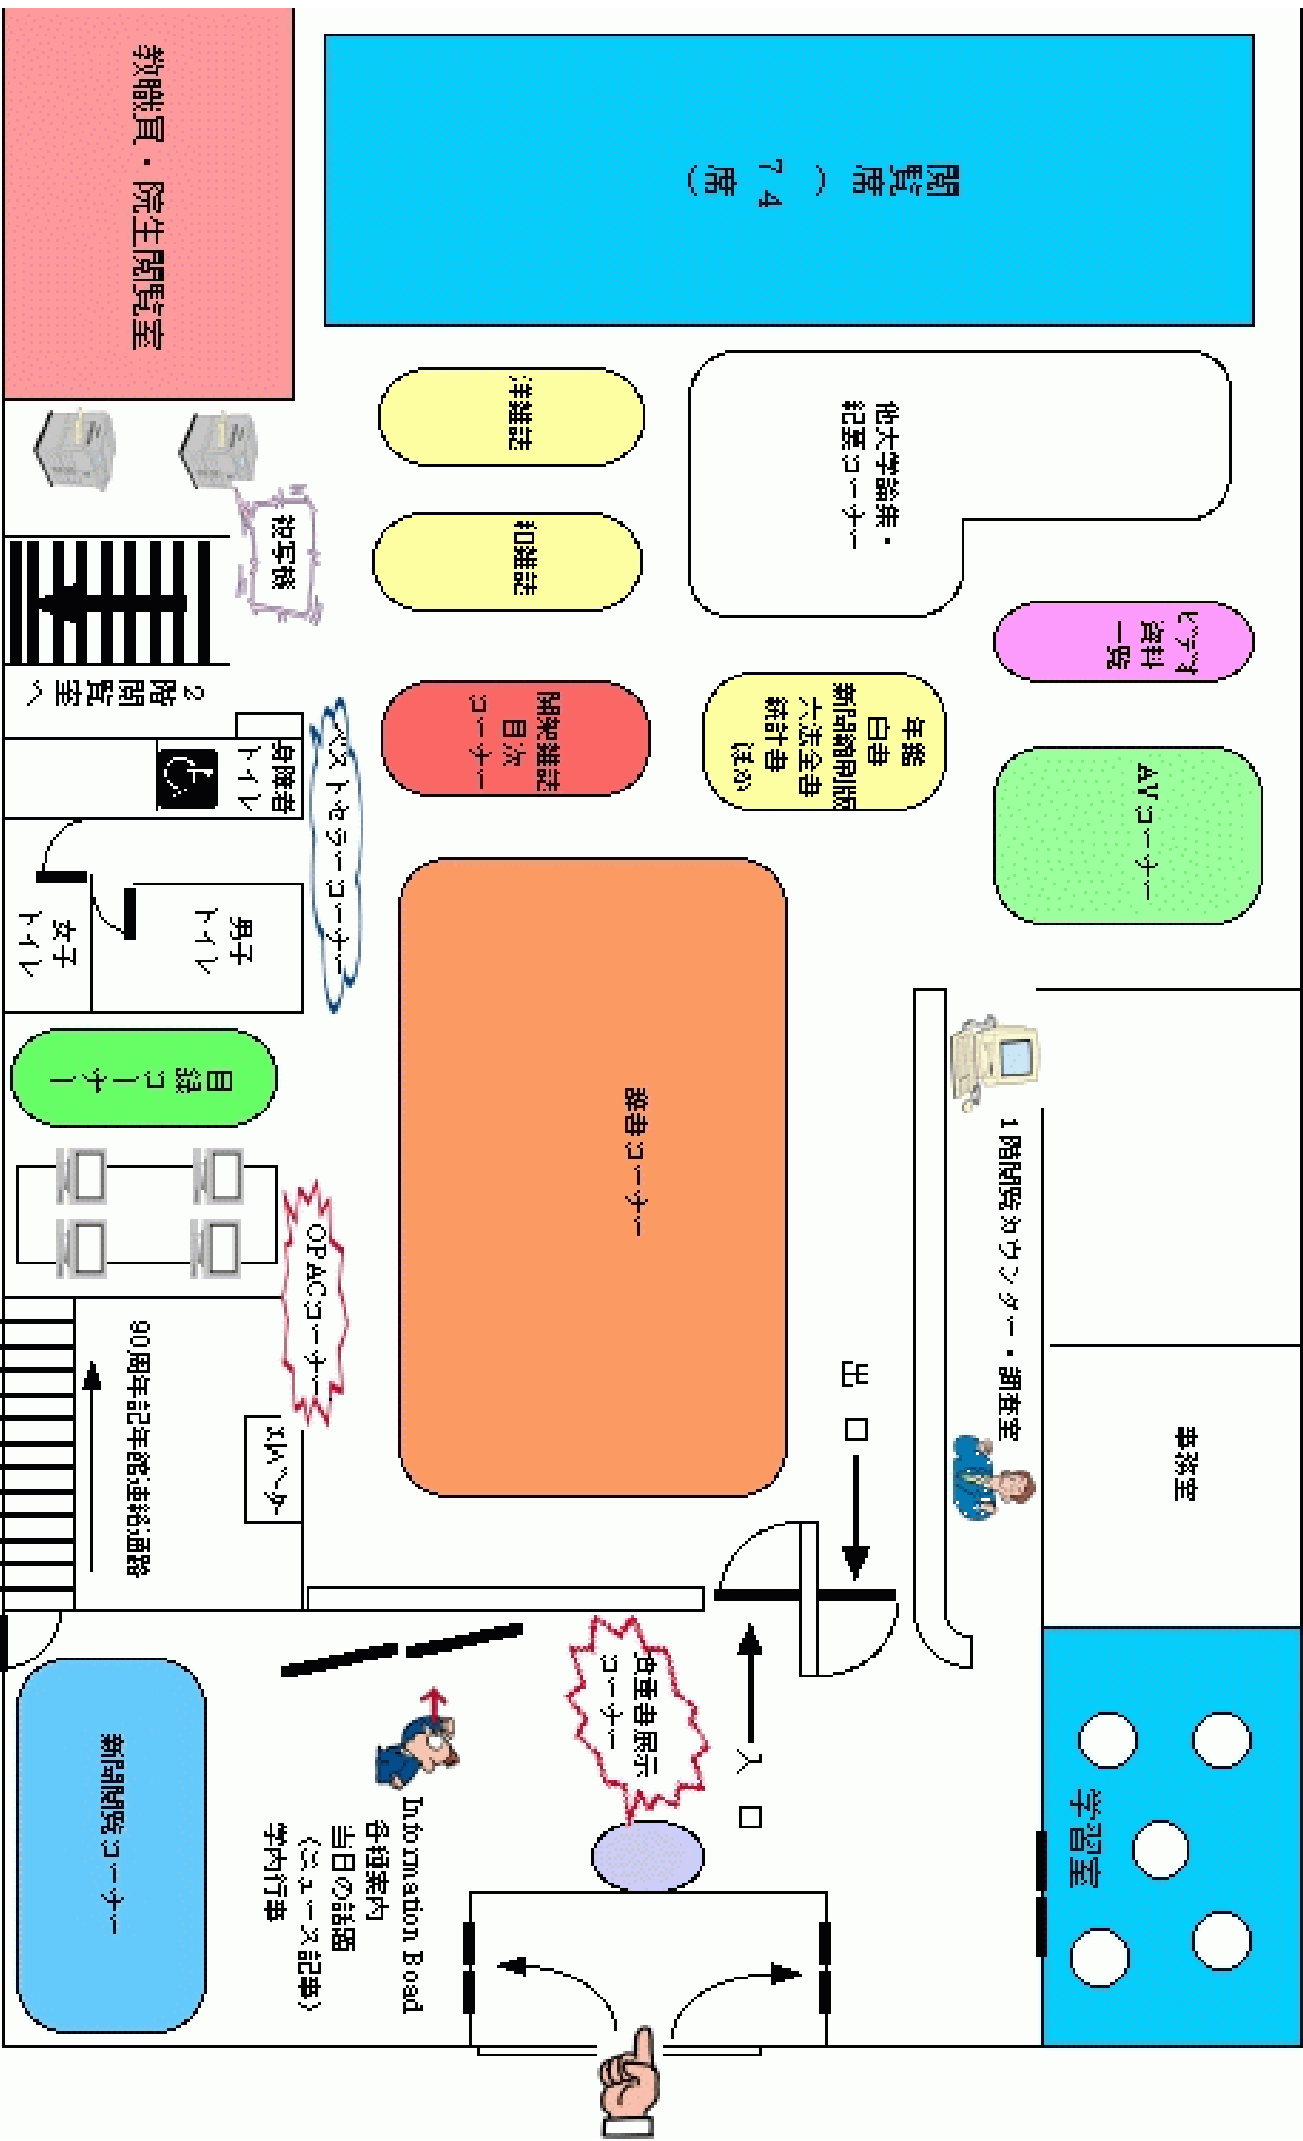 教職員・院生閲覧室
閲覧席(74席)
洋雑誌
和雑誌
他大学論集・
紀要コーナー
複写機
2階閲覧室へ
開架雑誌
目次
コーナー
年鑑
白書
新聞縮刷版
六法全書
統計書
ほか
ビデオ
資料
一覧
AVコーナー
身障者
トイレ
ベストセラーコーナー
女子
トイレ
男子
トイレ
目録コーナー
叢書コーナー
OPACコーナー
1階閲覧カウンター・調査室
事務室
90周年記年館連絡通路
エレベータ
出口
入口
貴重書展示
コーナー
新聞閲覧コーナー
Information Boad
各種案内
当日の話題
(ニュース記事)
学内行事
学習室